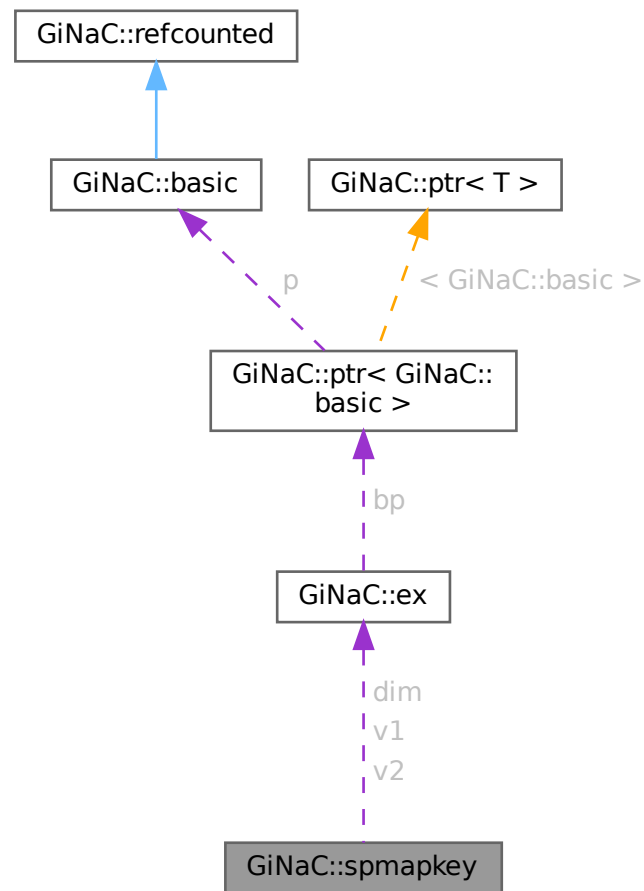 GiNaC::refcounted
GiNaC::basic
GiNaC::ptr< T >
p
< GiNaC::basic >
GiNaC::ptr< GiNaC::
basic >
bp
GiNaC::ex
dim
v1
v2
GiNaC::spmapkey